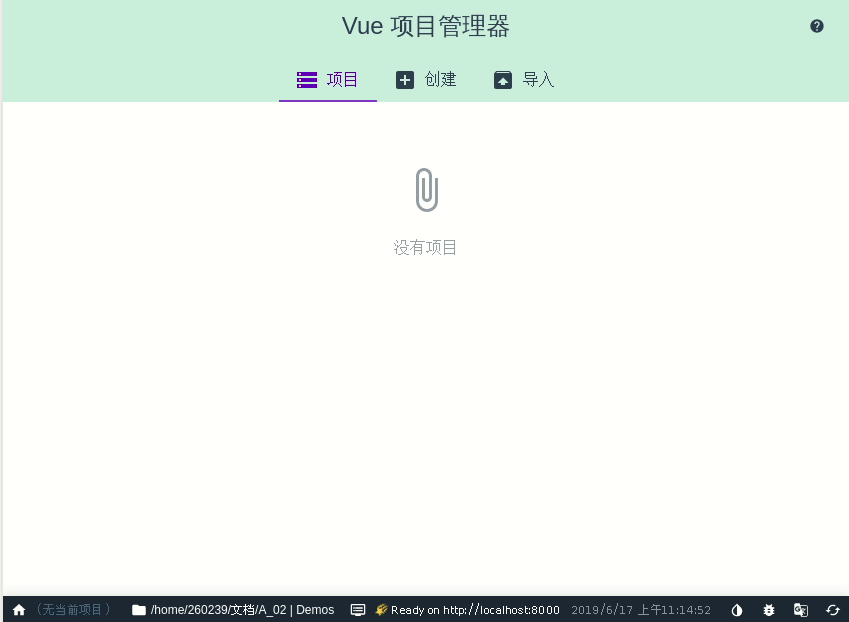 Vue 项目管理器
项目 创建 导入
没有项目
（无当前项目） /home/260239/文档/A_02 | Demos Ready on http://localhost:8000 2019/6/17 上午11:14:52